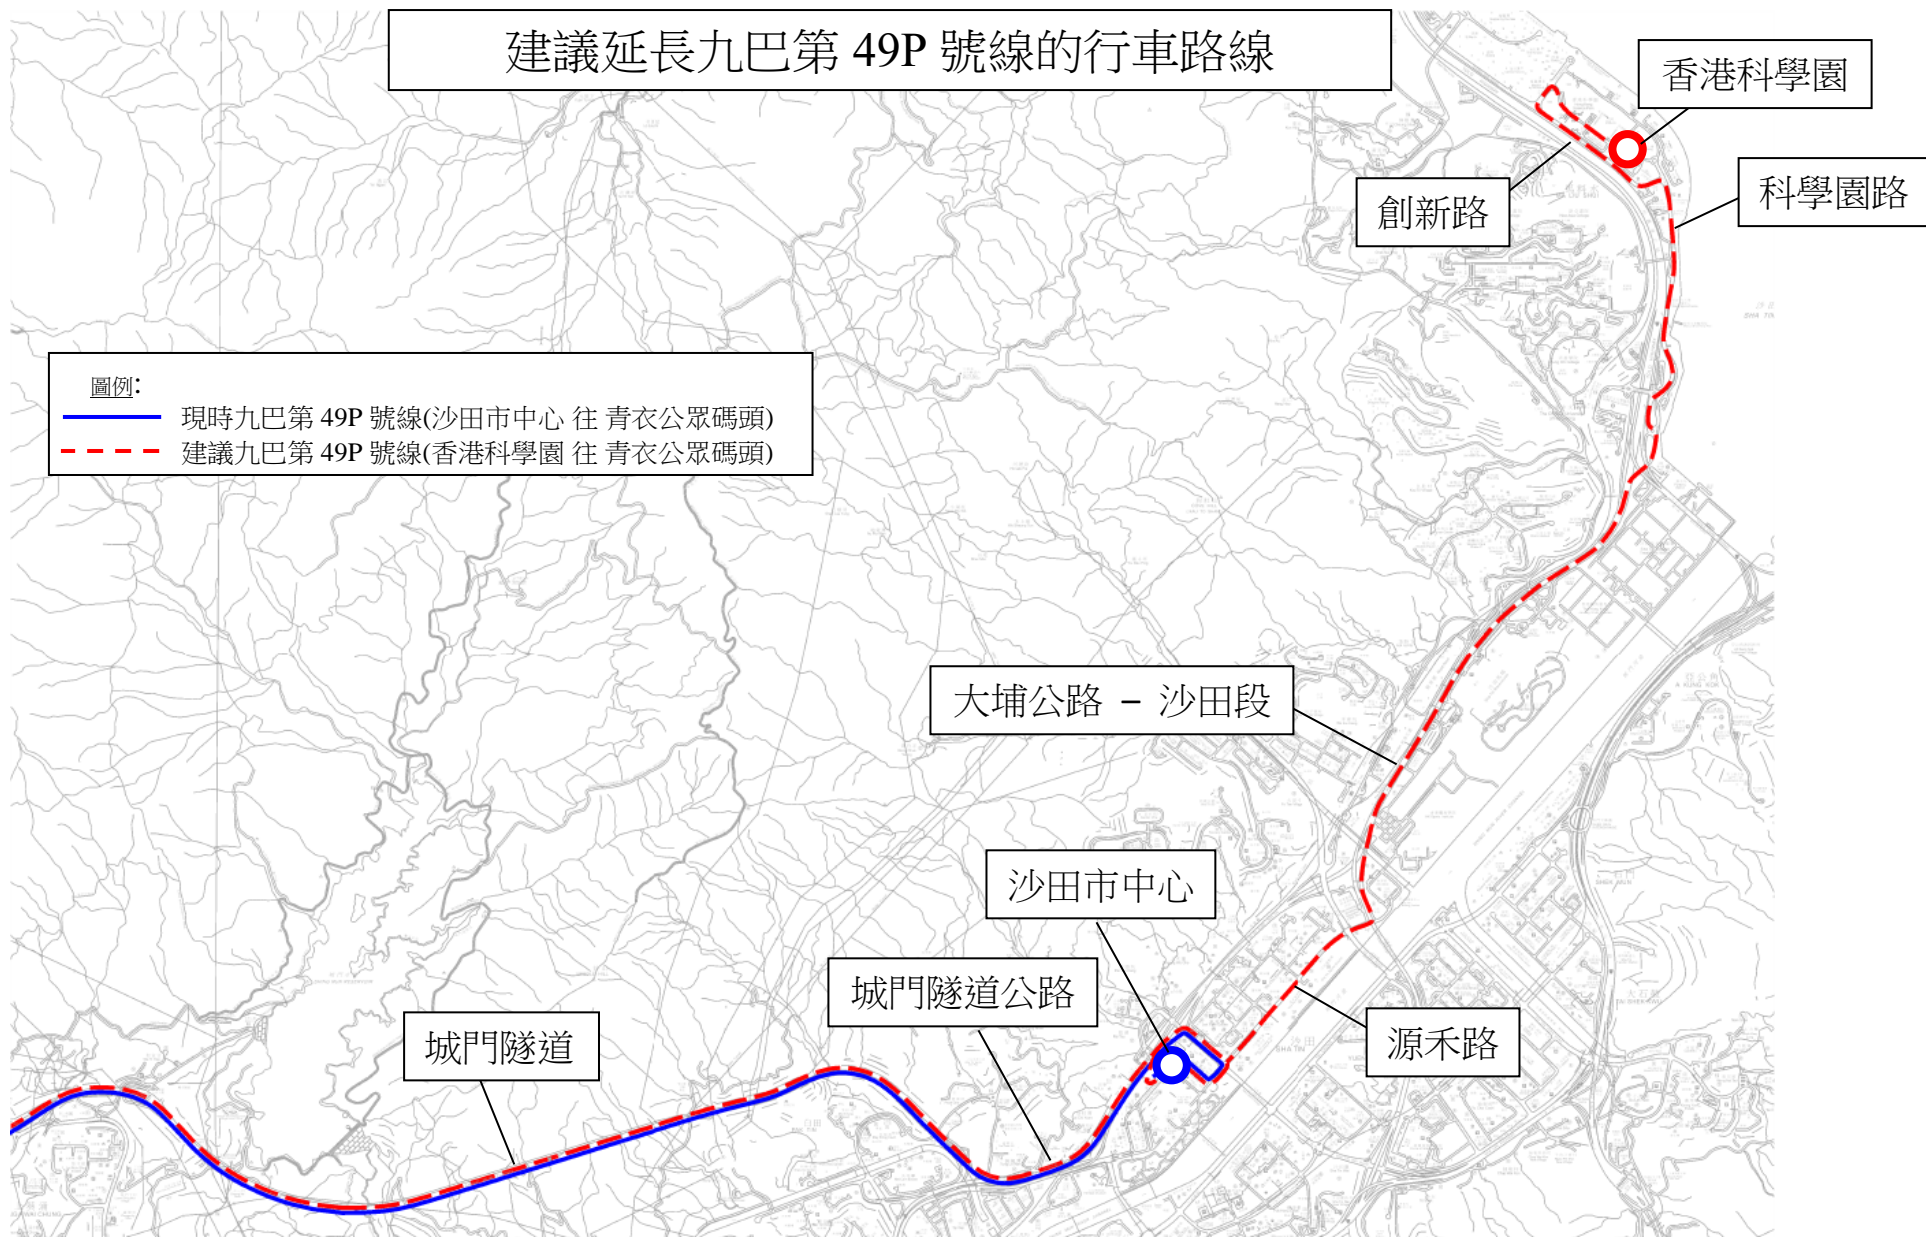 建議延長九巴第 49P 號線的行車路線
香港科學園
科學園路
創新路
圖例:
現時九巴第 49P 號線(沙田市中心 往 青衣公眾碼頭)
建議九巴第 49P 號線(香港科學園 往 青衣公眾碼頭)
大埔公路 – 沙田段
沙田市中心
城門隧道公路
城門隧道
源禾路